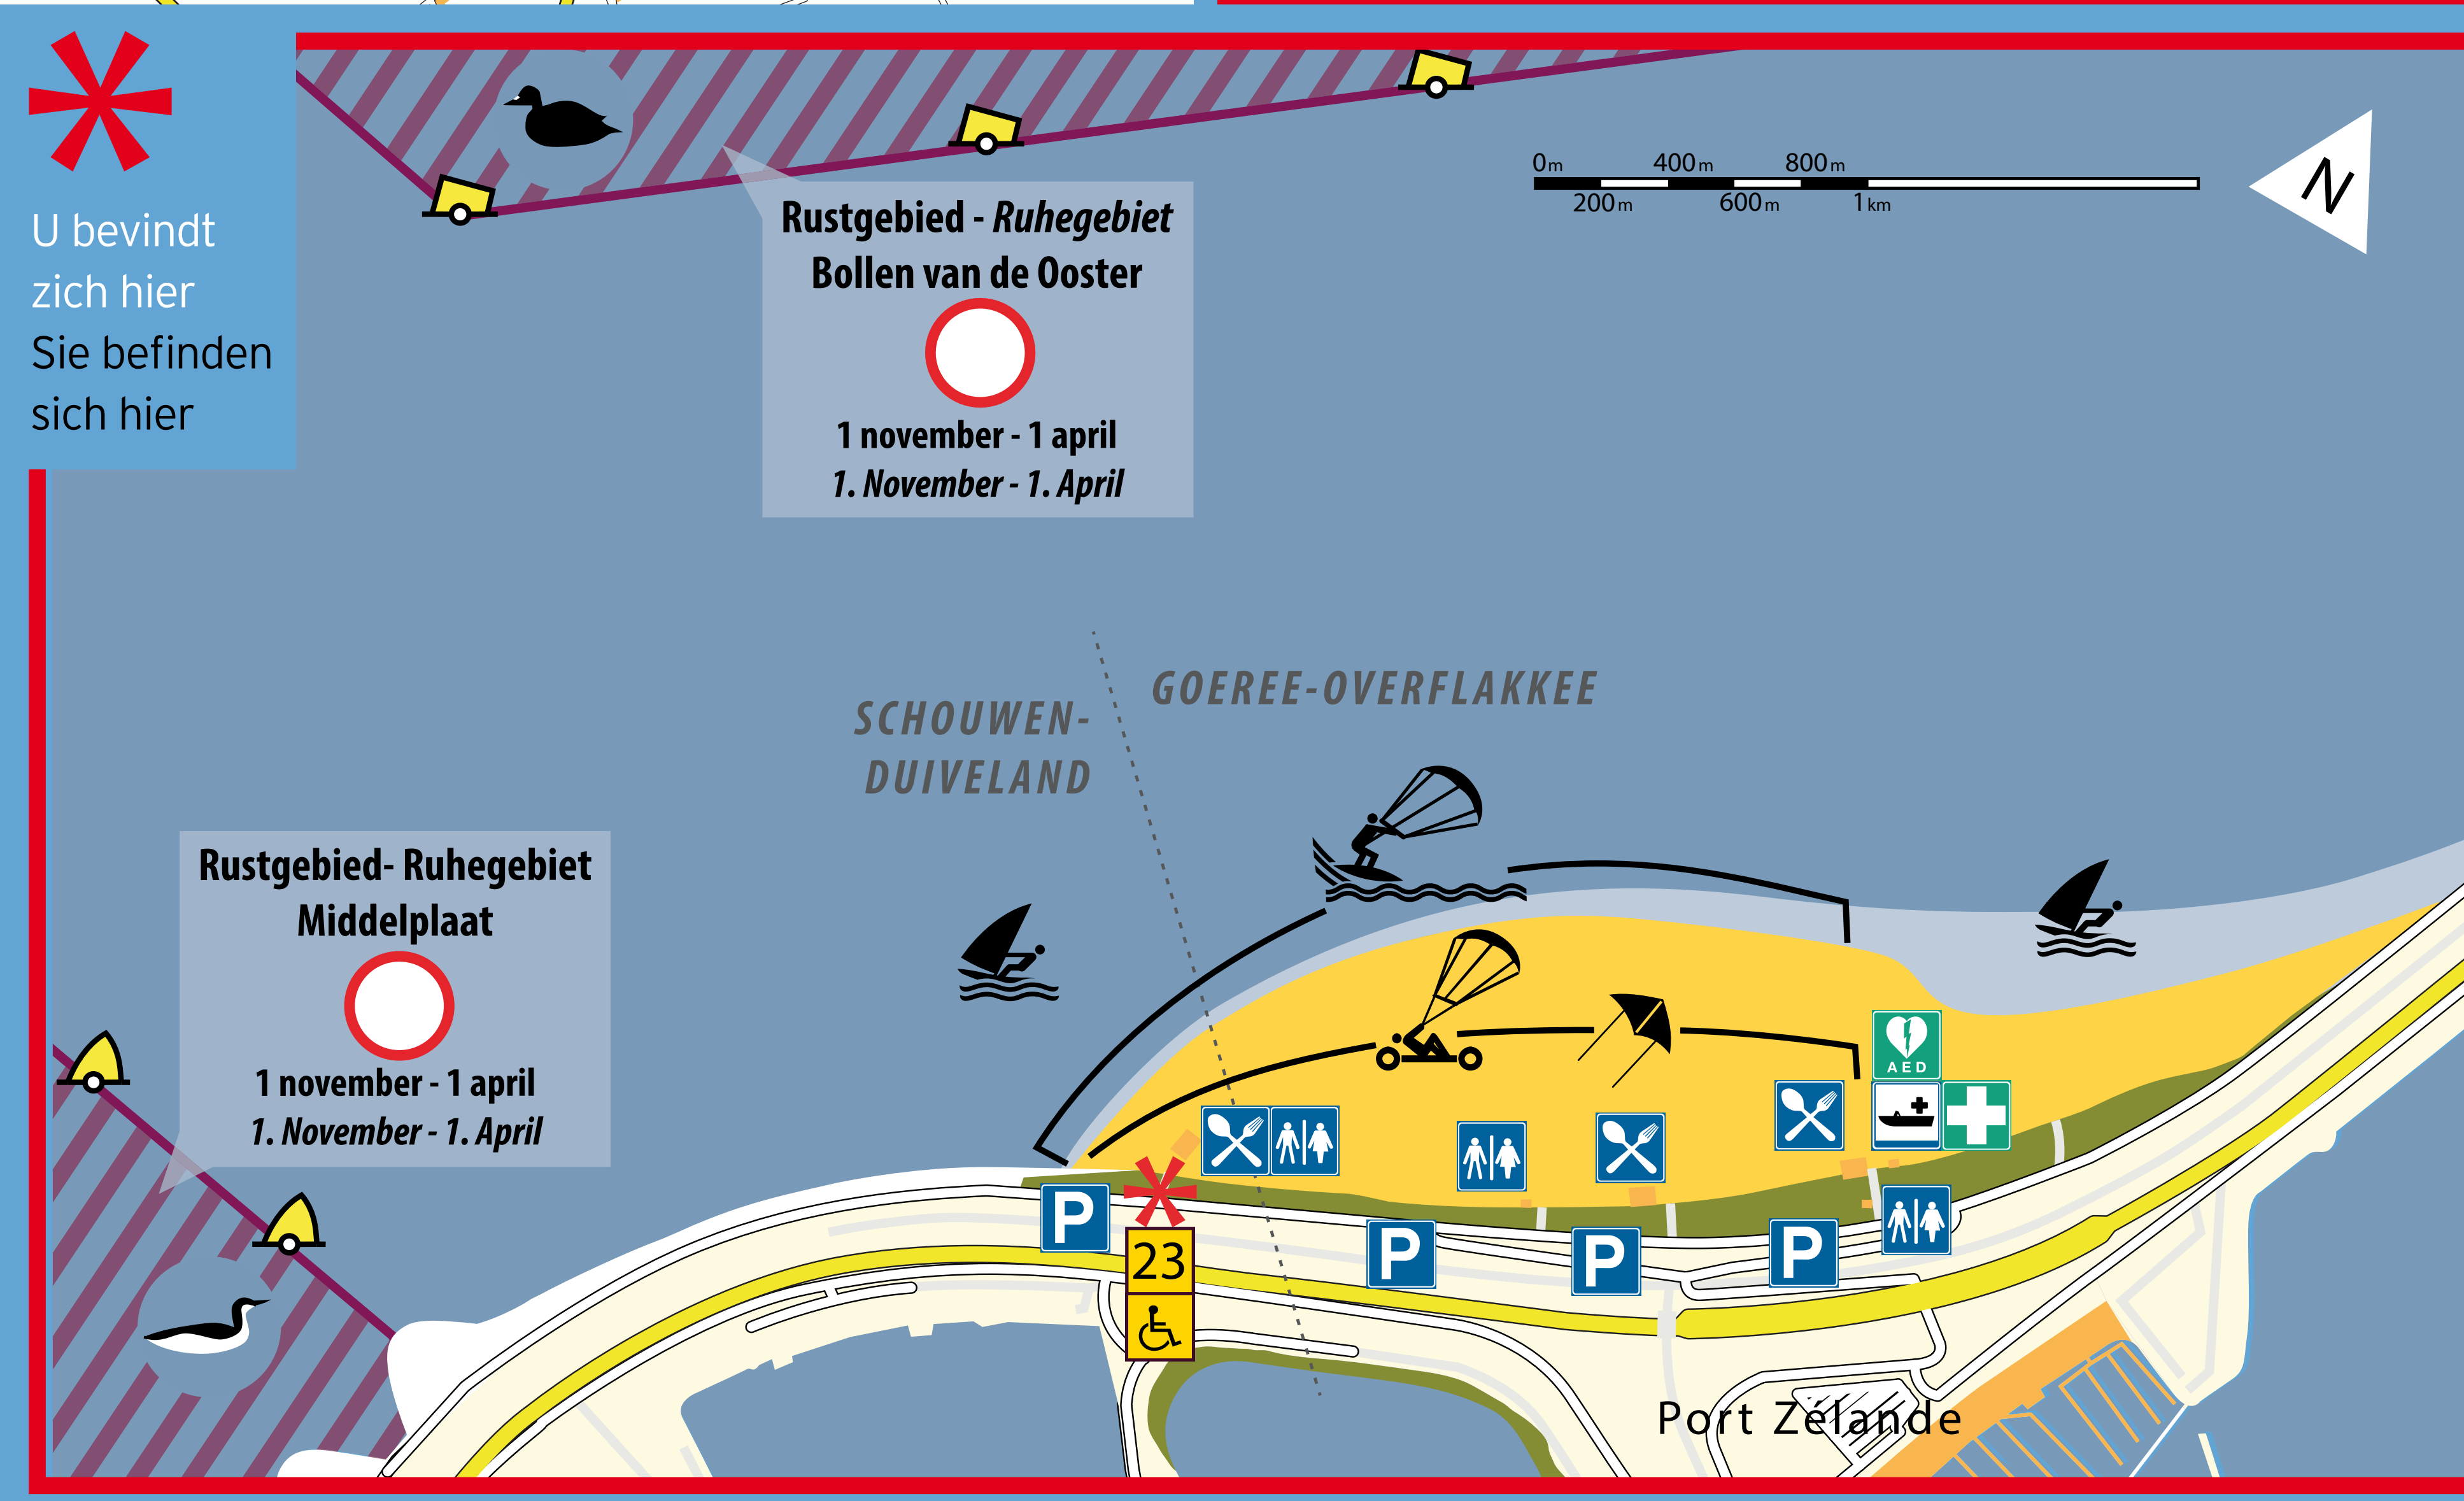 U bevindt
zich hier
Sie befinden
sich hier
Rustgebied - Ruhegebiet
Bollen van de Ooster
1 november - 1 april
1. November - 1. April
0m 400m 800m
200m 600m 1km
N
SCHOUWEN-
DUIVELAND
GOEREE-OVERFLAKKEE
Rustgebied- Ruhegebiet
Middelplaat
1 november - 1 april
1. November - 1. April
AED
P
23
P
P
P
Port Zélande